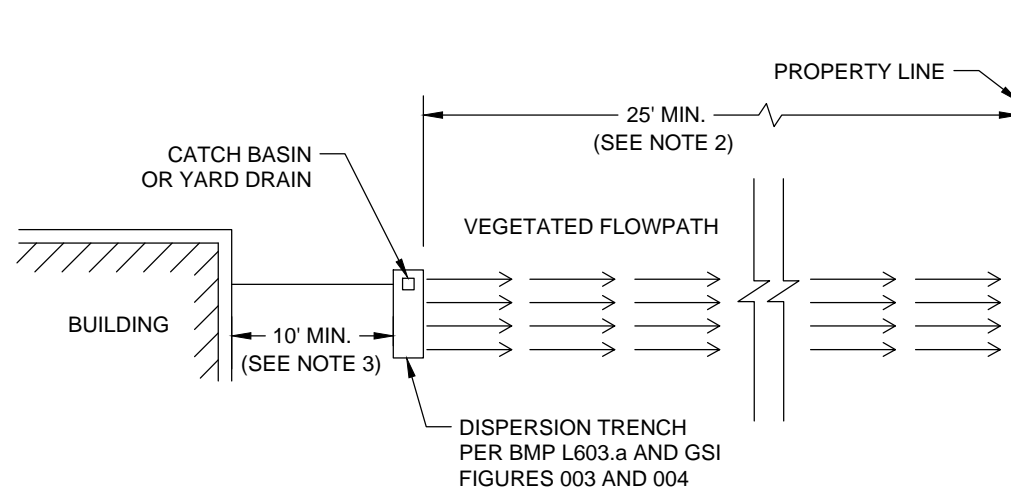 PROPERTY LINE
25' MIN.
(SEE NOTE 2)
CATCH BASIN
OR YARD DRAIN
VEGETATED FLOWPATH
BUILDING
10' MIN.
(SEE NOTE 3)
DISPERSION TRENCH
PER BMP L603.a AND GSI
FIGURES 003 AND 004